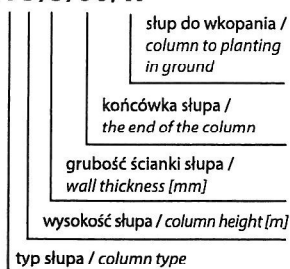 słup do wkopania /
column to planting
in ground
końcówka słupa /
the end of the column
grubość ścianki słupa /
wall thickness [mm]
wysokość słupa / column height [m]
typ słupa / column type